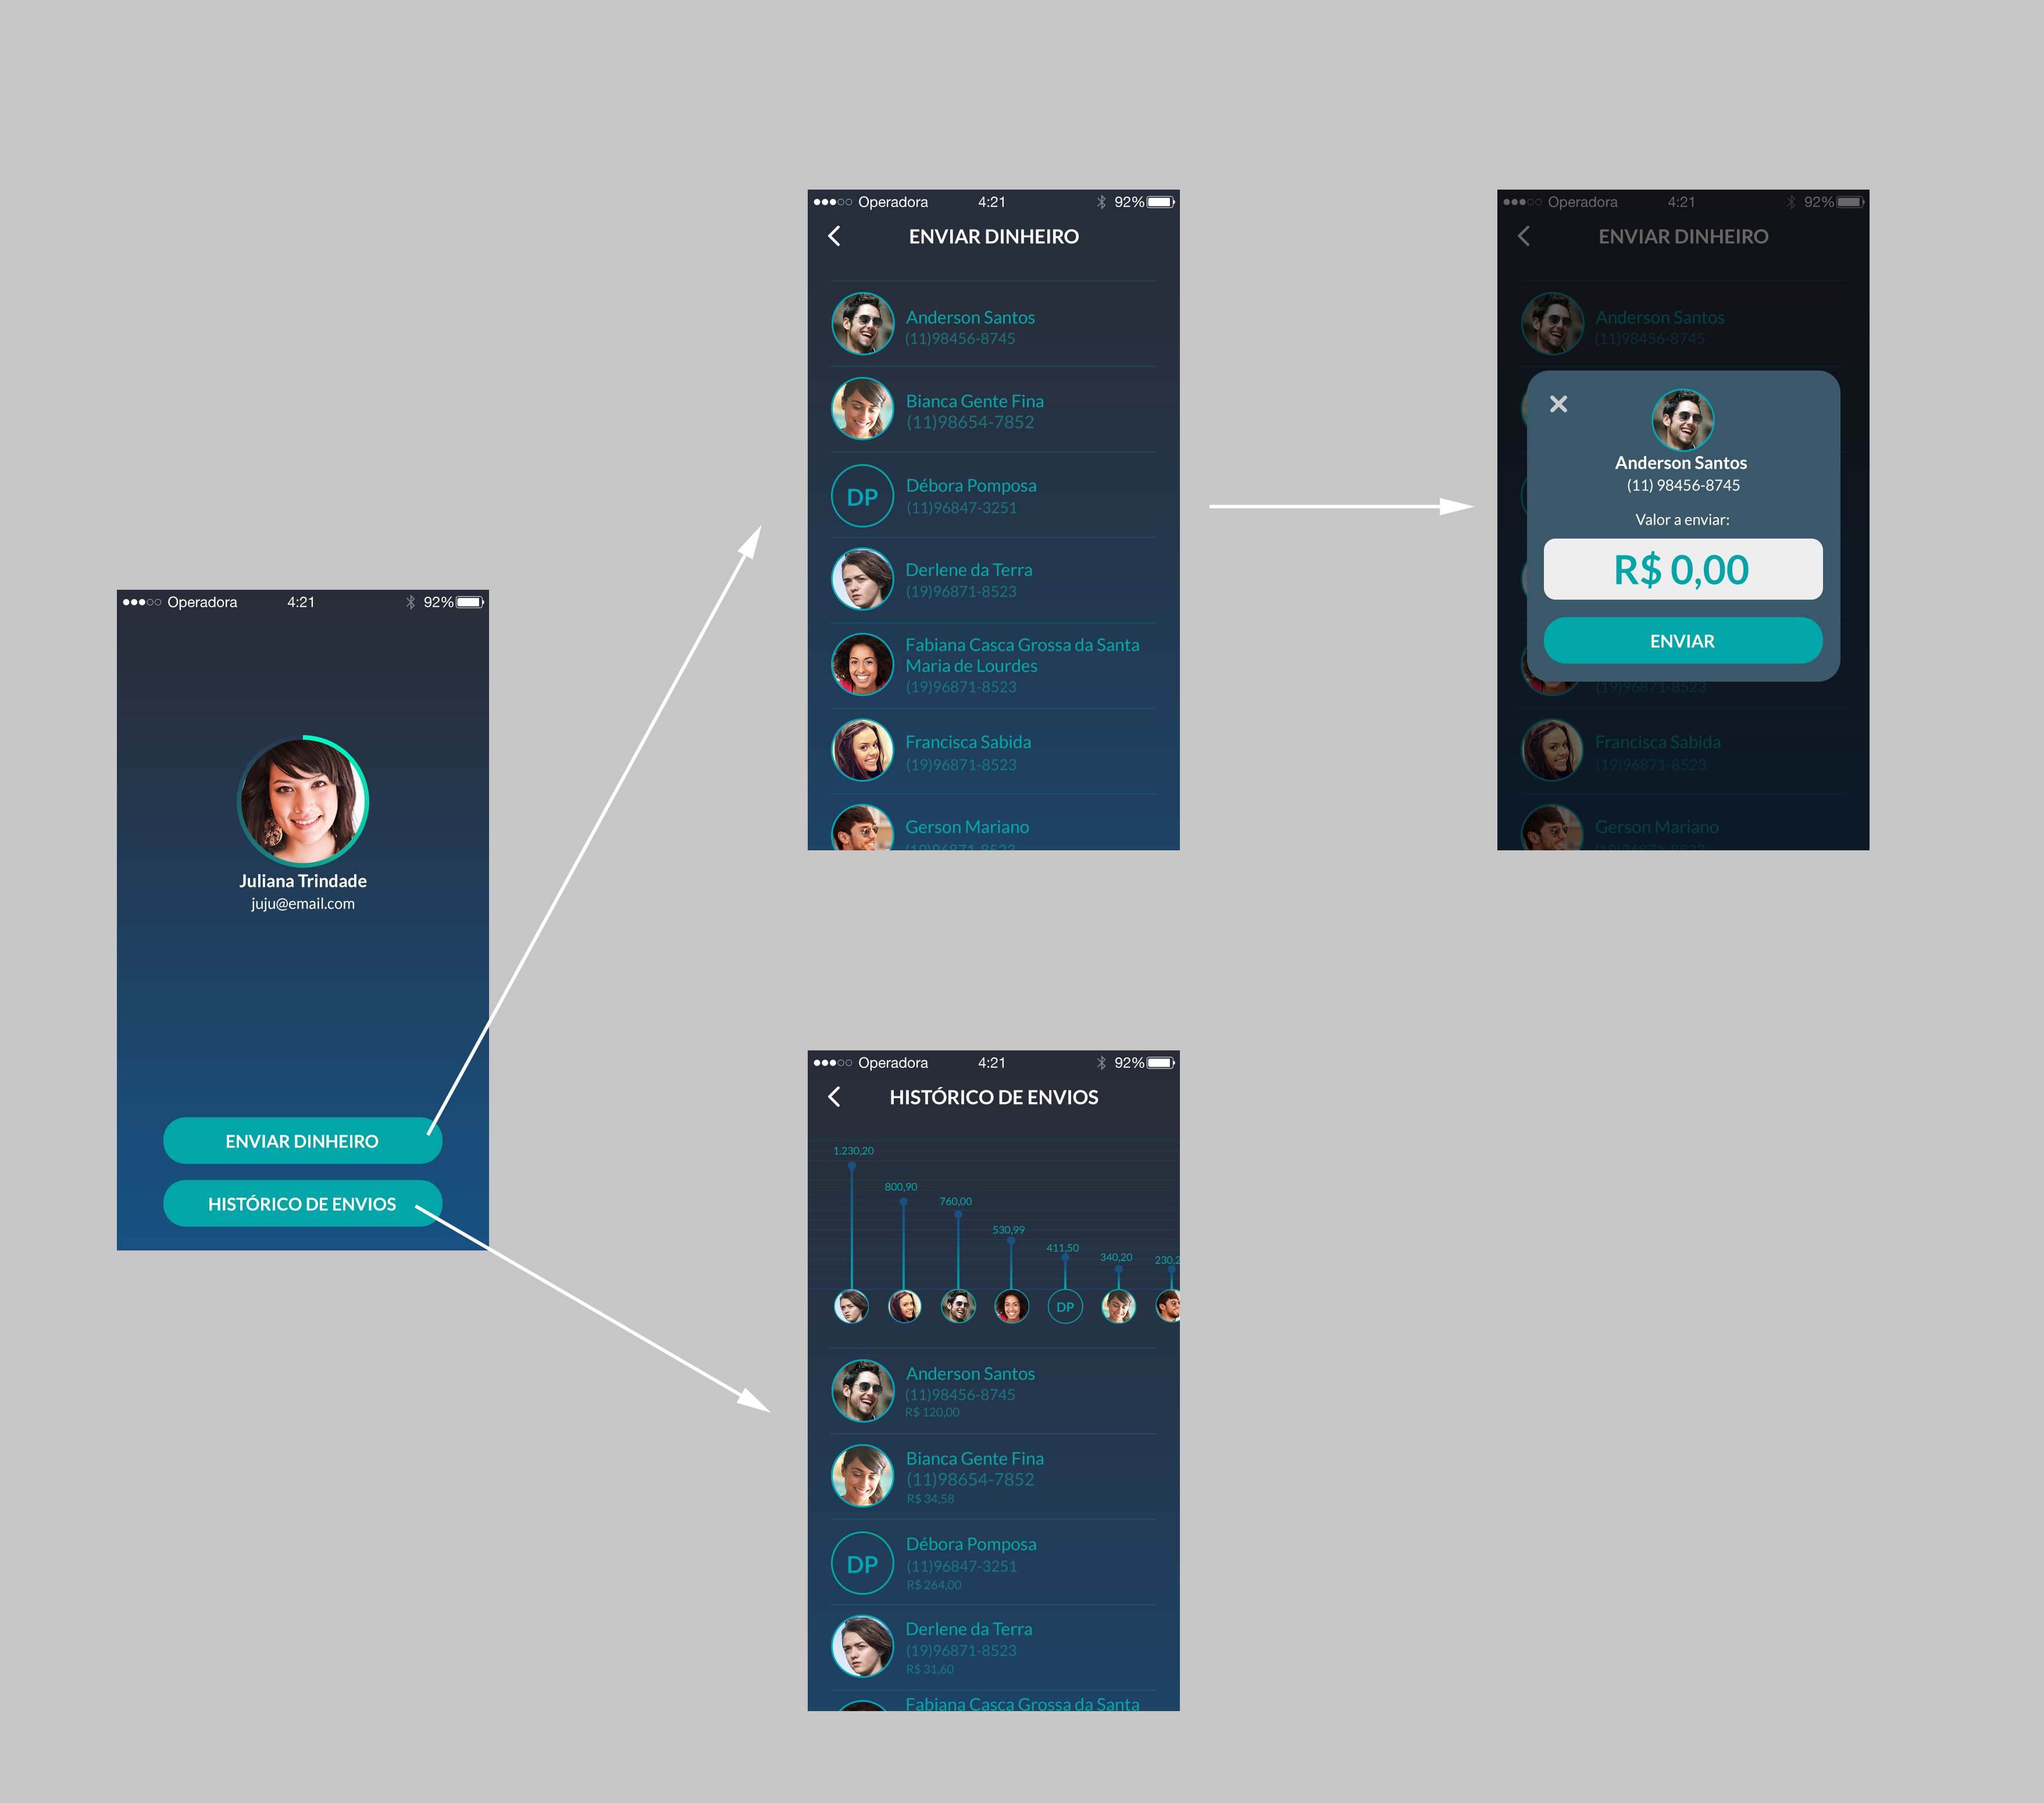 Operadora 4:21 92%
Juliana Trindade
juju@email.com
ENVIAR DINHEIRO
HISTÓRICO DE ENVIOS
Operadora 4:21 92%
ENVIAR DINHEIRO
Anderson Santos
(11)98456-8745
Bianca Gente Fina
(11)98654-7852
DP
Débora Pomposa
(11)96847-3251
Derlene da Terra
(19)96871-8523
Fabiana Casca Grossa da Santa
Maria de Lourdes
(19)96871-8523
Francisca Sabida
(19)96871-8523
Gerson Mariano
(19)96871-8523
Operadora 4:21 92%
ENVIAR DINHEIRO
Anderson Santos
(11)98456-8745
Anderson Santos
(11) 98456-8745
Valor a enviar:
R$ 0,00
ENVIAR
(19)96871-8523
Francisca Sabida
(19)96871-8523
Gerson Mariano
(19)96871-8523
Operadora 4:21 92%
HISTÓRICO DE ENVIOS
1.230,20
800,90
760,00
530,99
411,50
340,20
230,2
DP
Anderson Santos
(11)98456-8745
R$ 120,00
Bianca Gente Fina
(11)98654-7852
R$ 34,58
DP
Débora Pomposa
(11)96847-3251
R$ 264,00
Derlene da Terra
(19)96871-8523
R$ 31,60
Fabiana Casca Grossa da Santa